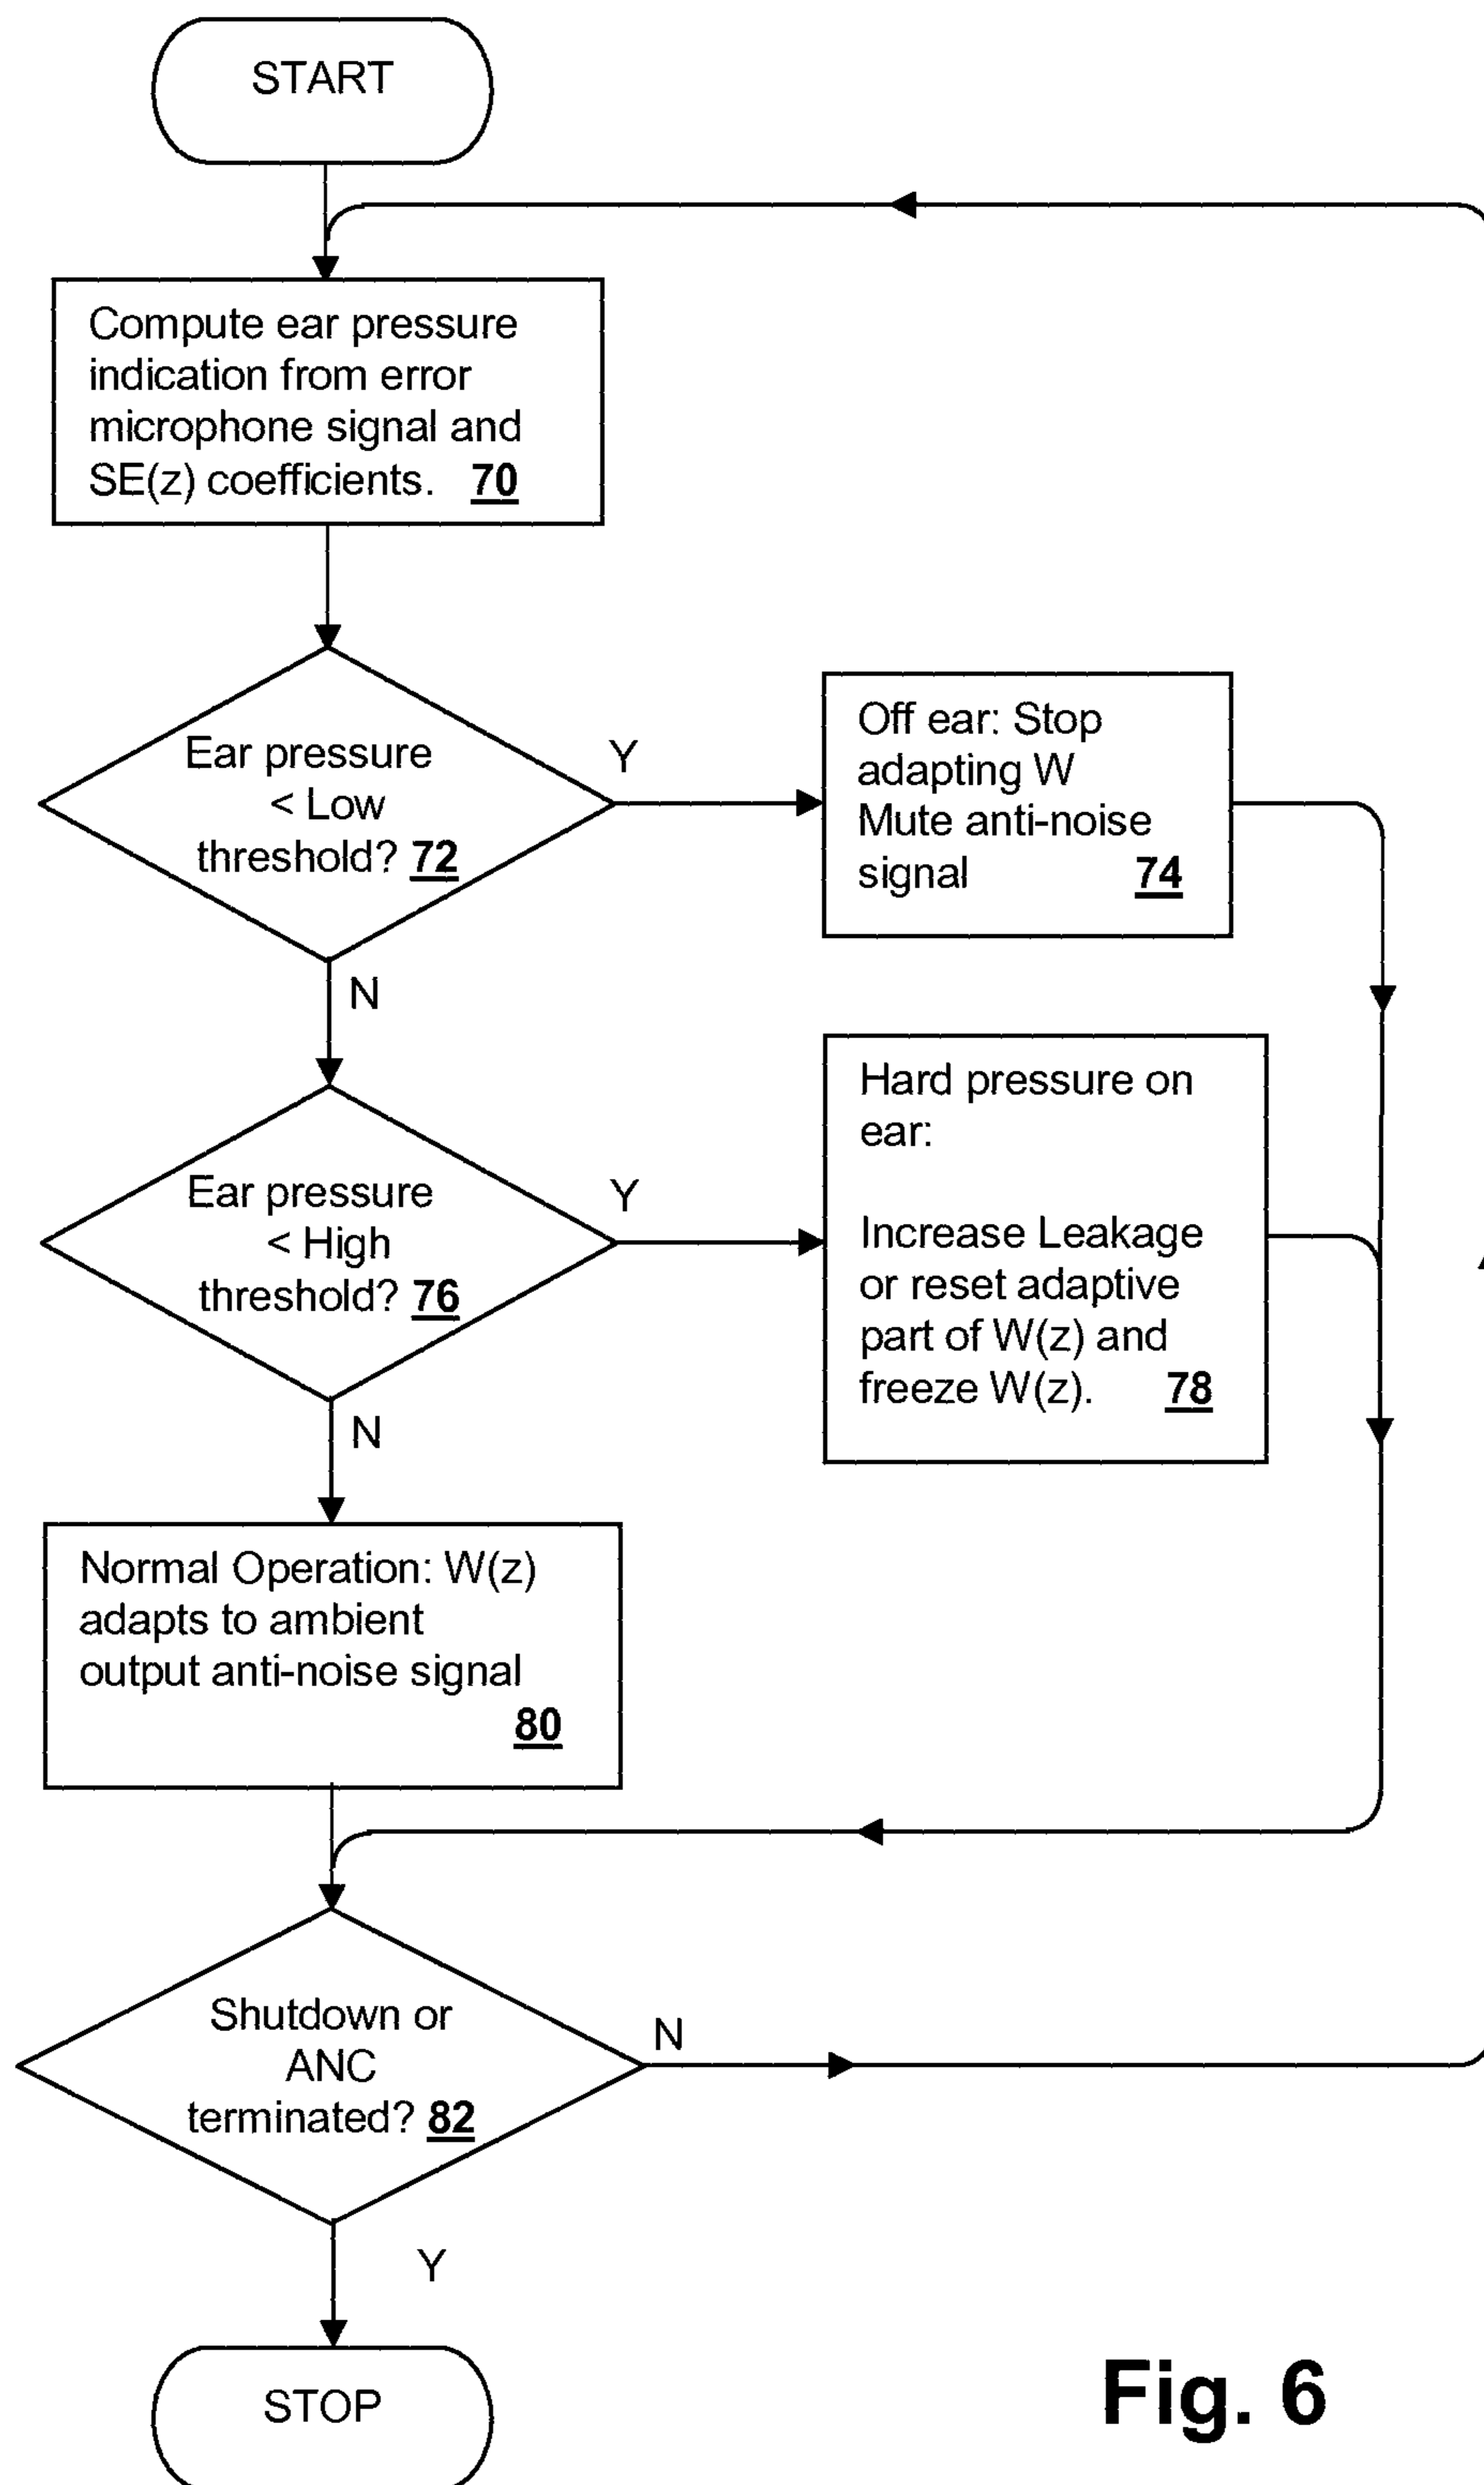 START
Compute ear pressure
indication from error
microphone signal and
SE(z) coefficients. 70
Ear pressure
< Low
threshold? 72
Y
Off ear: Stop
adapting W
Mute anti-noise
signal 74
N
Ear pressure
< High
threshold? 76
Y
Hard pressure on
ear:
Increase Leakage
or reset adaptive
part of W(z) and
freeze W(z). 78
N
Normal Operation: W(z)
adapts to ambient
output anti-noise signal
80
Shutdown or
ANC
terminated? 82
N
Y
STOP
Fig. 6